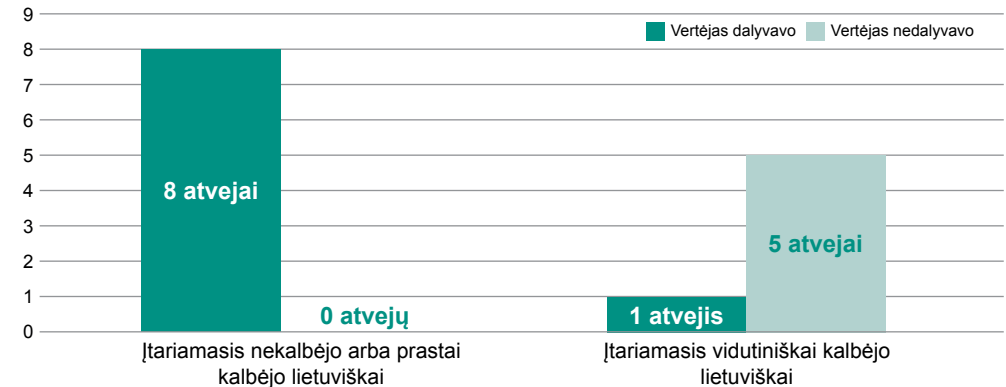 9
Vertėjas dalyvavo Vertėjas nedalyvavo
8
7
6
5
8 atvejai
4
3
5 atvejai
2
1
0 atvejų
1 atvejis
0
Įtariamasis nekalbėjo arba prastai
kalbėjo lietuviškai
Įtariamasis vidutiniškai kalbėjo
lietuviškai